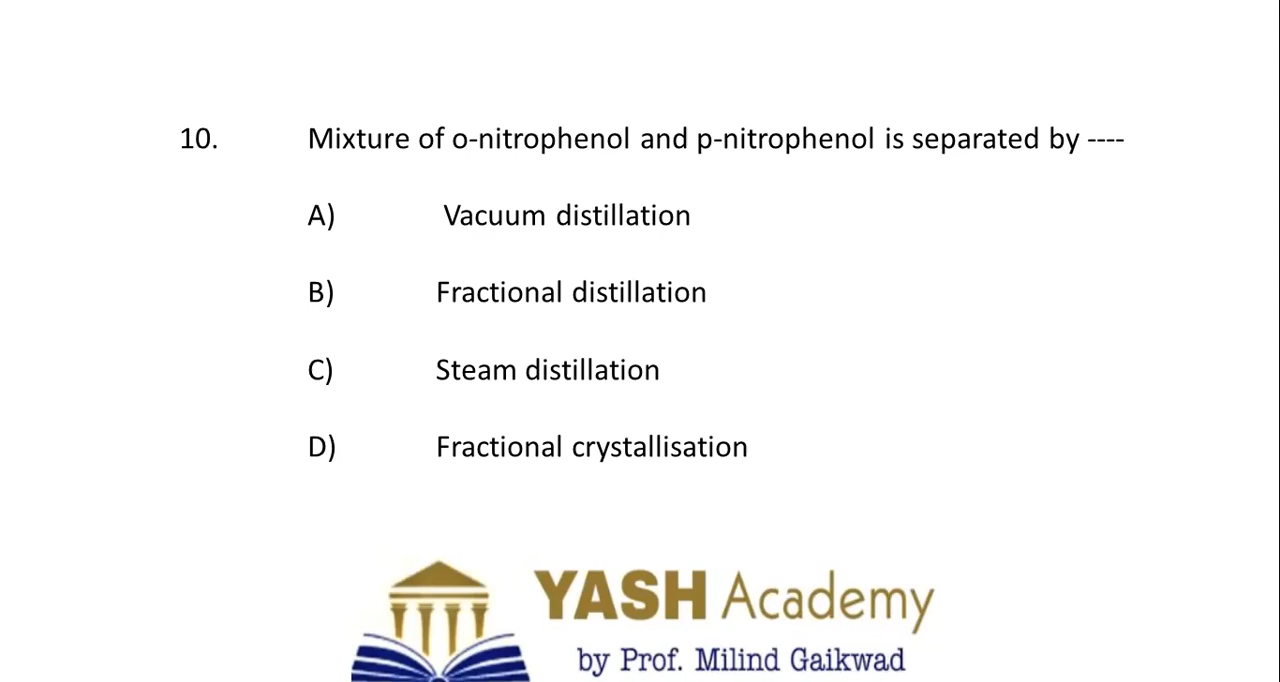 10. Mixture of o-nitrophenol and p-nitrophenol is separated by ----
A) Vacuum distillation
B) Fractional distillation
C) Steam distillation
D) Fractional crystallisation
YASH Academy
by Prof. Milind Gaikwad